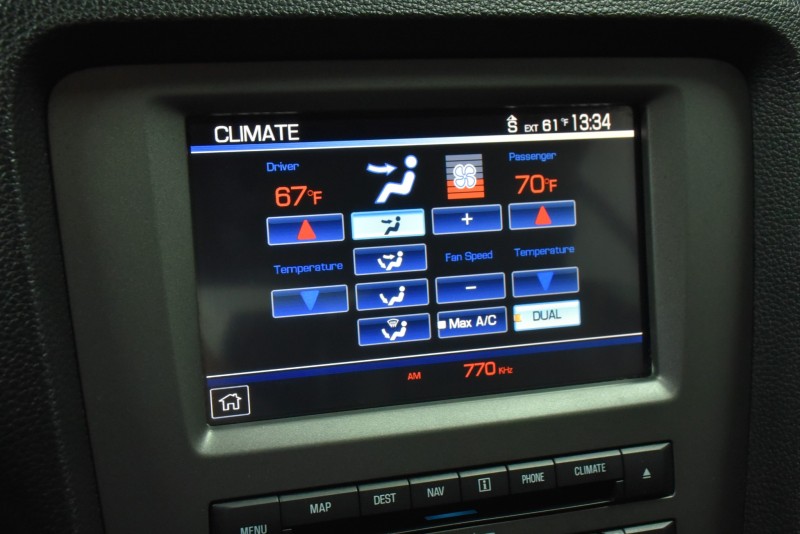 CLIMATE
S EXT 61°F 13:34
Driver
Passenger
67°F
70°F
+
Temperature
Fan Speed
Temperature
−
Max A/C
DUAL
AM 770 KHz
MENU
MAP
DEST
NAV
i
PHONE
CLIMATE